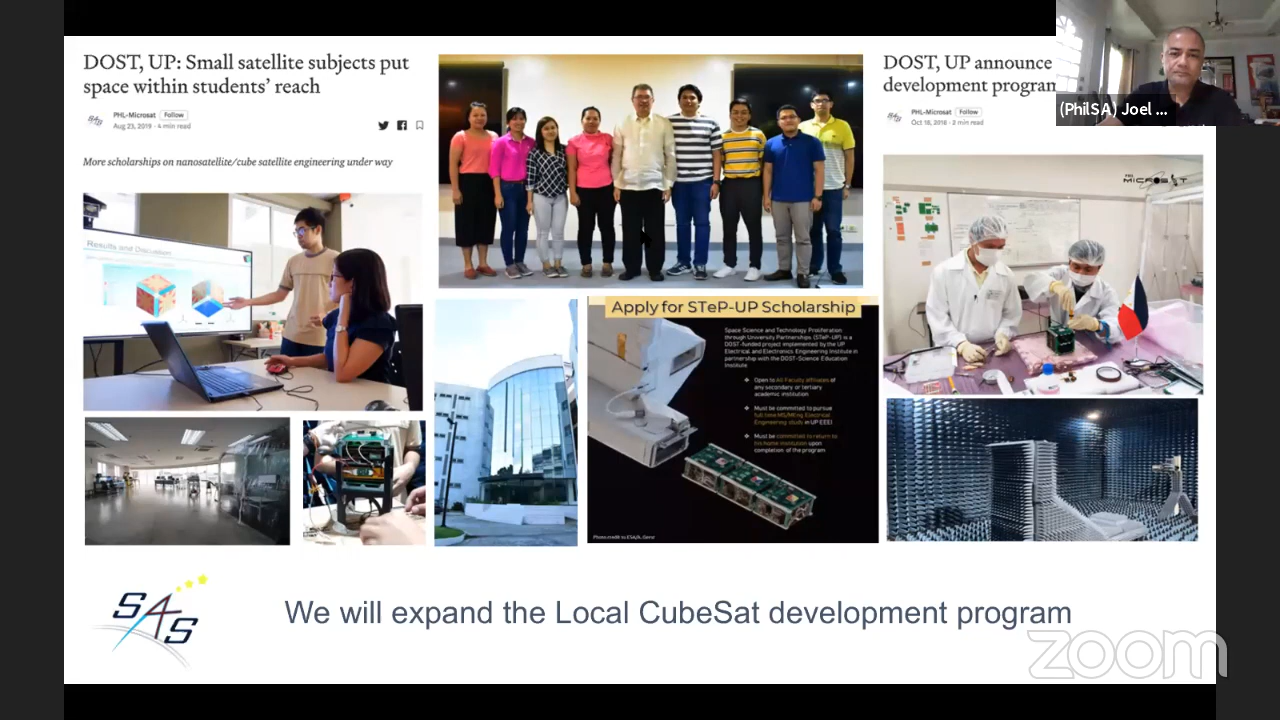 DOST, UP: Small satellite subjects put
space within students' reach
PHL-Microsat Follow
Aug 23, 2019 · 4 min read
More scholarships on nanosatellite/cube satellite engineering under way
Results and Discussion
Apply for STeP-UP Scholarship
Space Science and Technology Proliferation
through University Partnerships (STeP-UP) is a
DOST-funded project implemented by the UP
Electrical and Electronics Engineering Institute in
partnership with the DOST-Science Education
Institute
Open to All Faculty affiliates of
any secondary or tertiary
academic institution
Must be committed to pursue
full time MS/MEng Electrical
Engineering study in UP EEEI
Must be committed to return to
his home institution upon
completion of the program
DOST, UP announce
development program
PHL-Microsat Follow
2 min read
(PhilSA) Joel ...
PHL
MICROSAT
SAS
We will expand the Local CubeSat development program
zoom